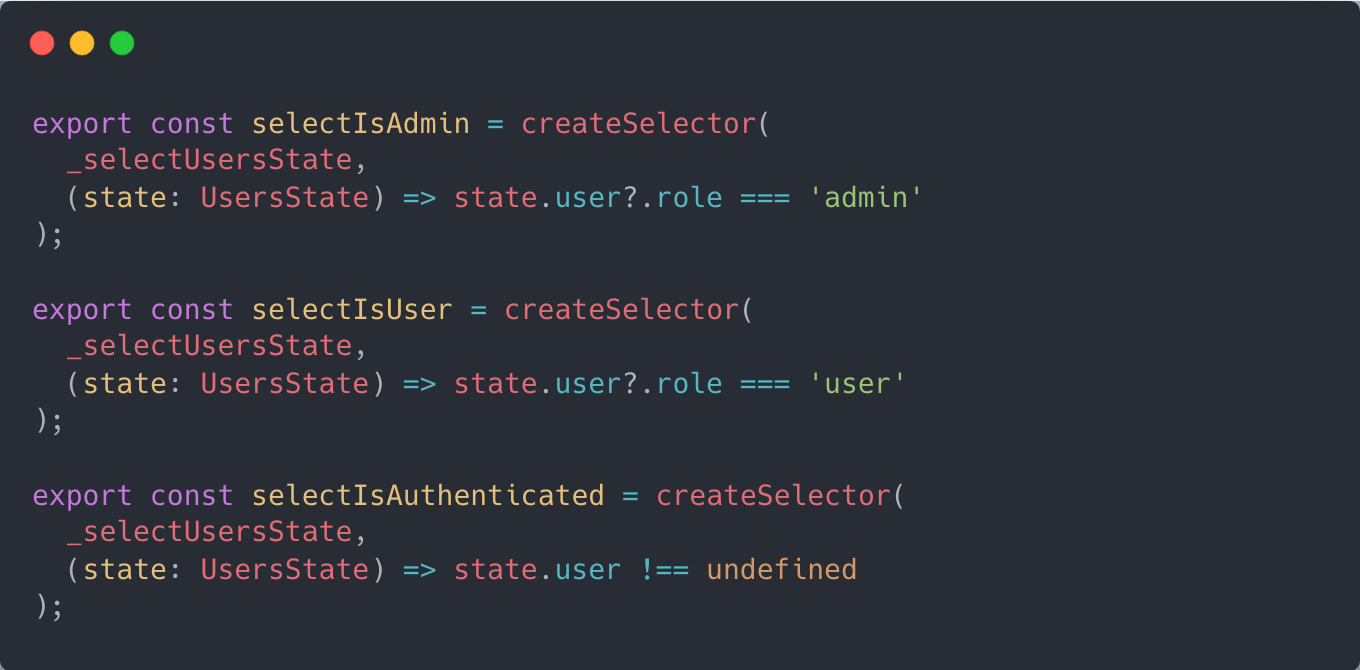 export const selectIsAdmin = createSelector(
  _selectUsersState,
  (state: UsersState) => state.user?.role === 'admin'
);

export const selectIsUser = createSelector(
  _selectUsersState,
  (state: UsersState) => state.user?.role === 'user'
);

export const selectIsAuthenticated = createSelector(
  _selectUsersState,
  (state: UsersState) => state.user !== undefined
);